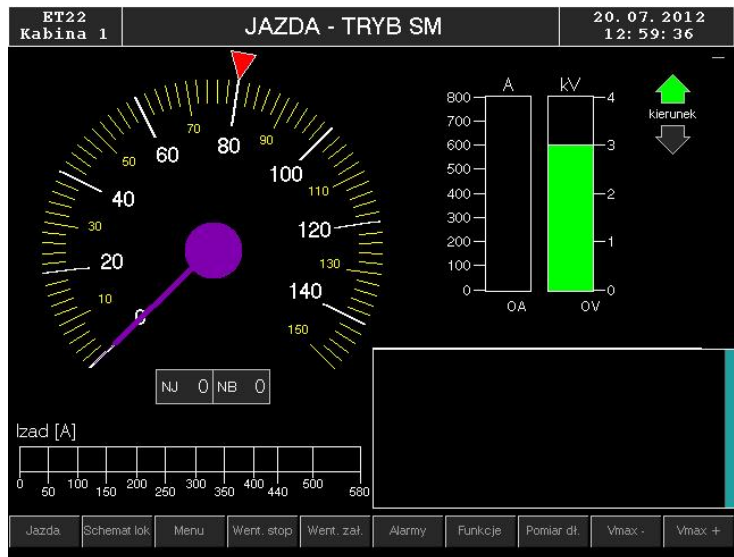 ET22
Kabina 1
JAZDA - TRYB SM
20.07.2012
12:59:36
A
kV
800
700
600
500
400
300
200
100
0
4
3
2
1
0
0A
0V
kierunek
0
10
20
30
40
50
60
70
80
90
100
110
120
130
140
150
NJ 0 NB 0
Izad [A]
0 50 100 150 200 250 300 350 400 440 500 560
Jazda Schemat lok Menu Went. stop Went. zał. Alarmy Funkcje Pomiar dł. Vmax - Vmax +